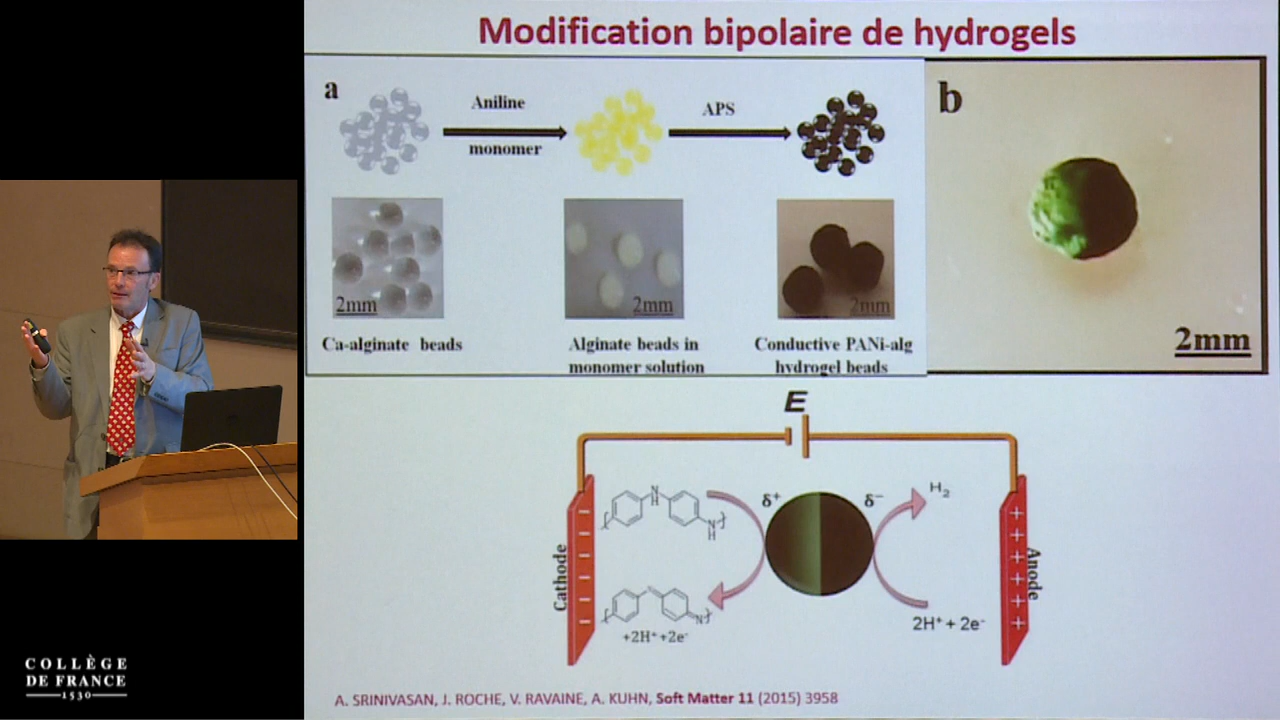 Modification bipolaire de hydrogels
a
Aniline
monomer
APS
b
2mm
2mm
2mm
2mm
Ca-alginate beads
Alginate beads in
monomer solution
Conductive PANi-alg
hydrogel beads
E
Cathode
Anode
N
H
N
H
δ+
δ−
H2
N
+2H+ +2e-
2H+ + 2e-
A. SRINIVASAN, J. ROCHE, V. RAVAINE, A. KUHN, Soft Matter 11 (2015) 3958
COLLÈGE
DE FRANCE
1530